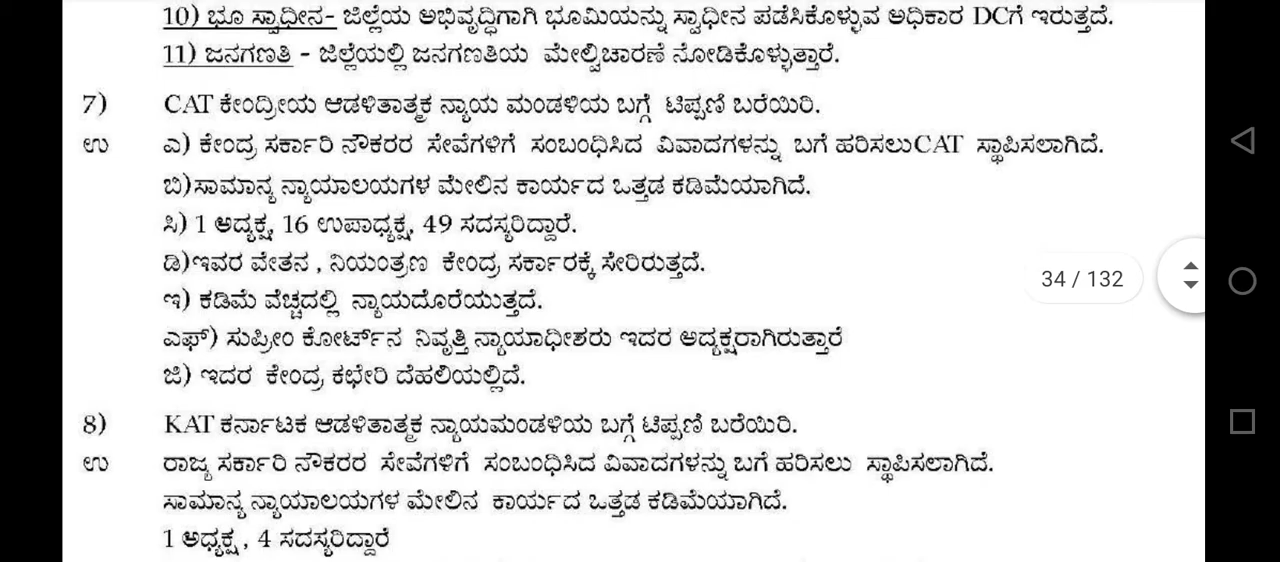 10) ಭೂ ಸ್ವಾಧೀನ- ಜಿಲ್ಲೆಯ ಅಭಿವೃದ್ಧಿಗಾಗಿ ಭೂಮಿಯನ್ನು ಸ್ವಾಧೀನ ಪಡೆಸಿಕೊಳ್ಳುವ ಅಧಿಕಾರ DCಗೆ ಇರುತ್ತದೆ.
11) ಜನಗಣತಿ - ಜಿಲ್ಲೆಯಲ್ಲಿ ಜನಗಣತಿಯ ಮೇಲ್ವಿಚಾರಣೆ ನೋಡಿಕೊಳ್ಳುತ್ತಾರೆ.
7) CAT ಕೇಂದ್ರೀಯ ಆಡಳಿತಾತ್ಮಕ ನ್ಯಾಯ ಮಂಡಳಿಯ ಬಗ್ಗೆ ಟಿಪ್ಪಣಿ ಬರೆಯಿರಿ.
ಉ ಎ) ಕೇಂದ್ರ ಸರ್ಕಾರಿ ನೌಕರರ ಸೇವೆಗಳಿಗೆ ಸಂಬಂಧಿಸಿದ ವಿವಾದಗಳನ್ನು ಬಗೆ ಹರಿಸಲು CAT ಸ್ಥಾಪಿಸಲಾಗಿದೆ.
ಬಿ)ಸಾಮಾನ್ಯ ನ್ಯಾಯಾಲಯಗಳ ಮೇಲಿನ ಕಾರ್ಯದ ಒತ್ತಡ ಕಡಿಮೆಯಾಗಿದೆ.
ಸಿ) 1 ಅಧ್ಯಕ್ಷ, 16 ಉಪಾಧ್ಯಕ್ಷ, 49 ಸದಸ್ಯರಿದ್ದಾರೆ.
ಡಿ)ಇವರ ವೇತನ , ನಿಯಂತ್ರಣ ಕೇಂದ್ರ ಸರ್ಕಾರಕ್ಕೆ ಸೇರಿರುತ್ತದೆ.
34 / 132
ಇ) ಕಡಿಮೆ ವೆಚ್ಚದಲ್ಲಿ ನ್ಯಾಯದೊರೆಯುತ್ತದೆ.
ಎಫ್) ಸುಪ್ರೀಂ ಕೋರ್ಟ್‌ನ ನಿವೃತ್ತಿ ನ್ಯಾಯಾಧೀಶರು ಇದರ ಅಧ್ಯಕ್ಷರಾಗಿರುತ್ತಾರೆ
ಜಿ) ಇದರ ಕೇಂದ್ರ ಕಛೇರಿ ದೆಹಲಿಯಲ್ಲಿದೆ.
8) KAT ಕರ್ನಾಟಕ ಆಡಳಿತಾತ್ಮಕ ನ್ಯಾಯಮಂಡಳಿಯ ಬಗ್ಗೆ ಟಿಪ್ಪಣಿ ಬರೆಯಿರಿ.
ಉ ರಾಜ್ಯ ಸರ್ಕಾರಿ ನೌಕರರ ಸೇವೆಗಳಿಗೆ ಸಂಬಂಧಿಸಿದ ವಿವಾದಗಳನ್ನು ಬಗೆ ಹರಿಸಲು ಸ್ಥಾಪಿಸಲಾಗಿದೆ.
ಸಾಮಾನ್ಯ ನ್ಯಾಯಾಲಯಗಳ ಮೇಲಿನ ಕಾರ್ಯದ ಒತ್ತಡ ಕಡಿಮೆಯಾಗಿದೆ.
1 ಅಧ್ಯಕ್ಷ , 4 ಸದಸ್ಯರಿದ್ದಾರೆ